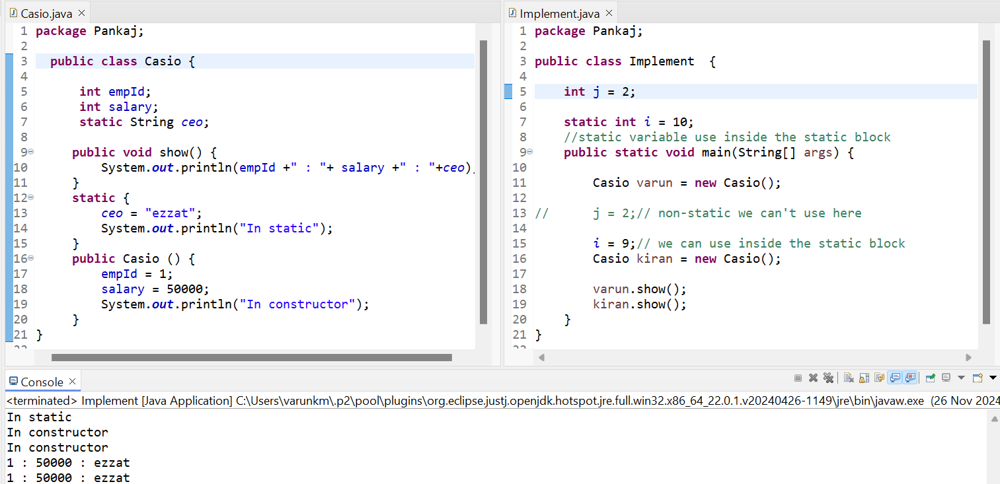 Casio.java
1 package Pankaj;
2
3 public class Casio {
4
5 int empId;
6 int salary;
7 static String ceo;
8
9 public void show() {
10 System.out.println(empId +" : "+ salary +" : "+ceo)
11 }
12 static {
13 ceo = "ezzat";
14 System.out.println("In static");
15 }
16 public Casio () {
17 empId = 1;
18 salary = 50000;
19 System.out.println("In constructor");
20 }
21 }
Implement.java
1 package Pankaj;
2
3 public class Implement  {
4
5 int j = 2;
6
7 static int i = 10;
8 //static variable use inside the static block
9 public static void main(String[] args) {
10
11 Casio varun = new Casio();
12
13 // j = 2;// non-static we can't use here
14
15 i = 9;// we can use inside the static block
16 Casio kiran = new Casio();
17
18 varun.show();
19 kiran.show();
20 }
21 }
Console
<terminated> Implement [Java Application] C:\Users\varunkm\.p2\pool\plugins\org.eclipse.justj.openjdk.hotspot.jre.full.win32.x86_64_22.0.1.v20240426-1149\jre\bin\javaw.exe (26 Nov 2024
In static
In constructor
In constructor
1 : 50000 : ezzat
1 : 50000 : ezzat